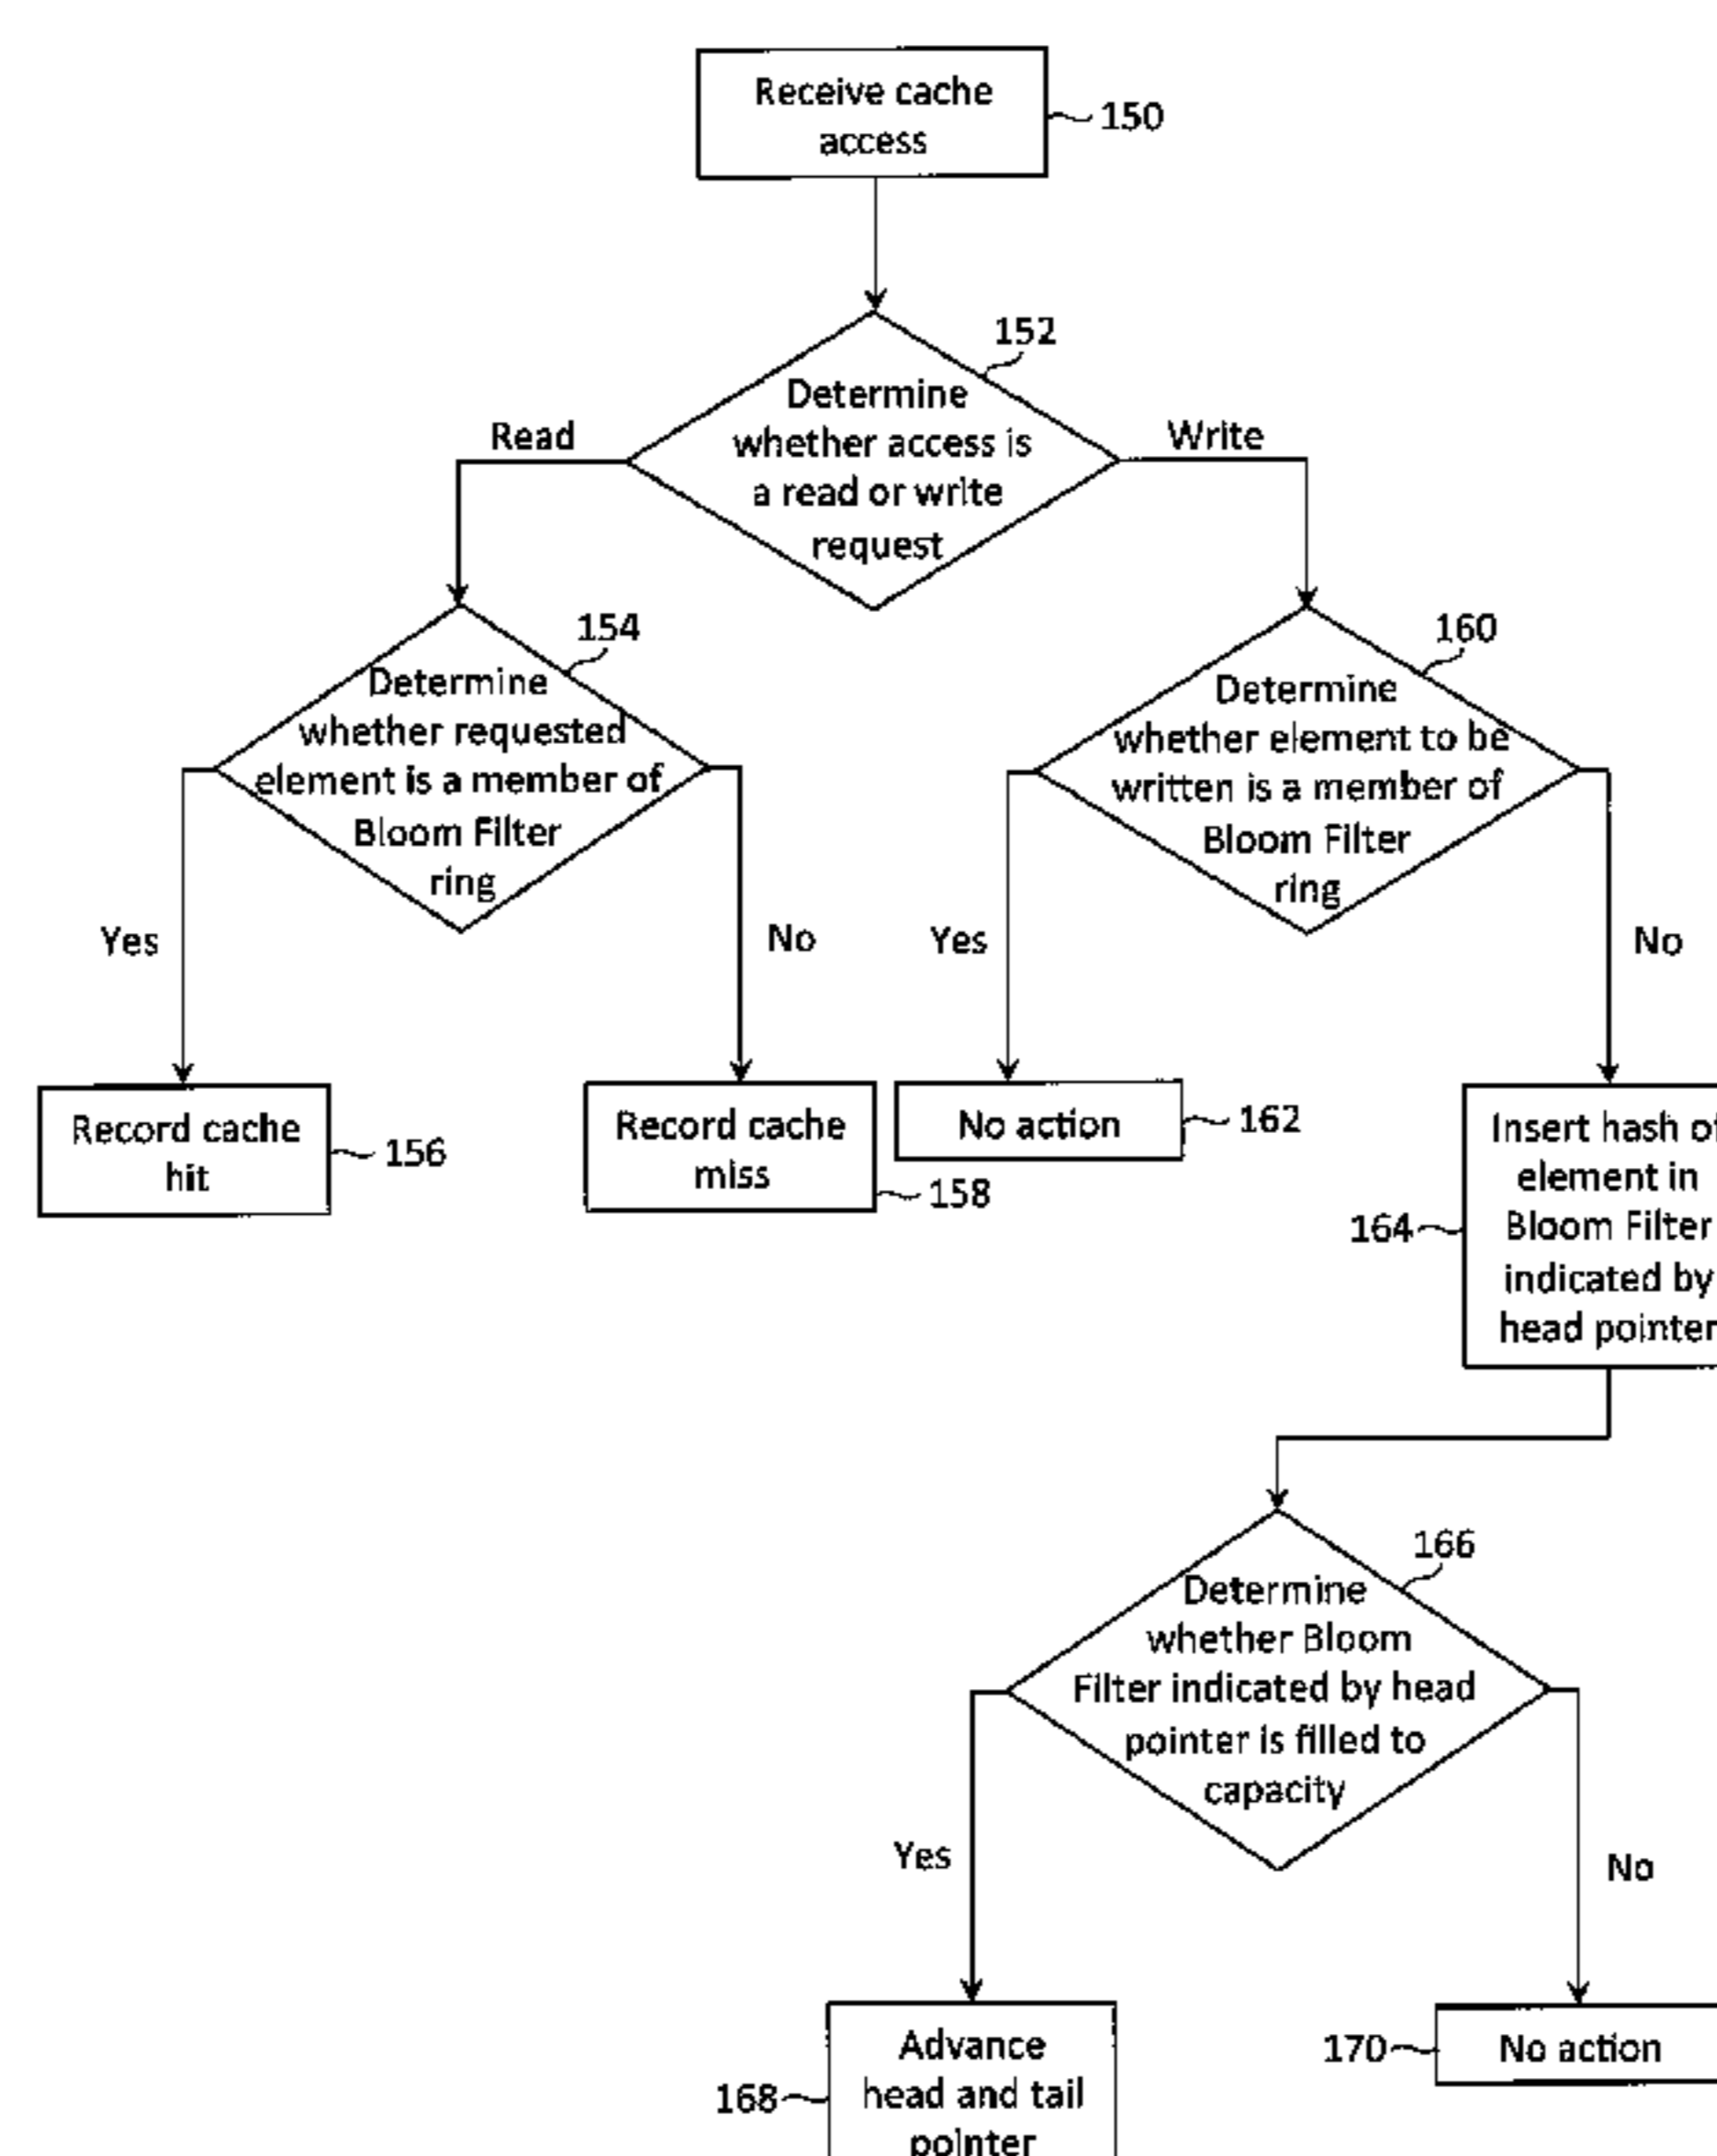 Receive cache
access
150
152
Determine
whether access is
a read or write
request
Read
Write
154
Determine
whether requested
element is a member of
Bloom Filter
ring
160
Determine
whether element to be
written is a member of
Bloom Filter
ring
Yes
No
Yes
No
Record cache
hit
156
Record cache
miss
158
No action
162
Insert hash of
element in
Bloom Filter
indicated by
head pointer
164
166
Determine
whether Bloom
Filter indicated by head
pointer is filled to
capacity
Yes
No
Advance
head and tail
pointer
168
170
No action